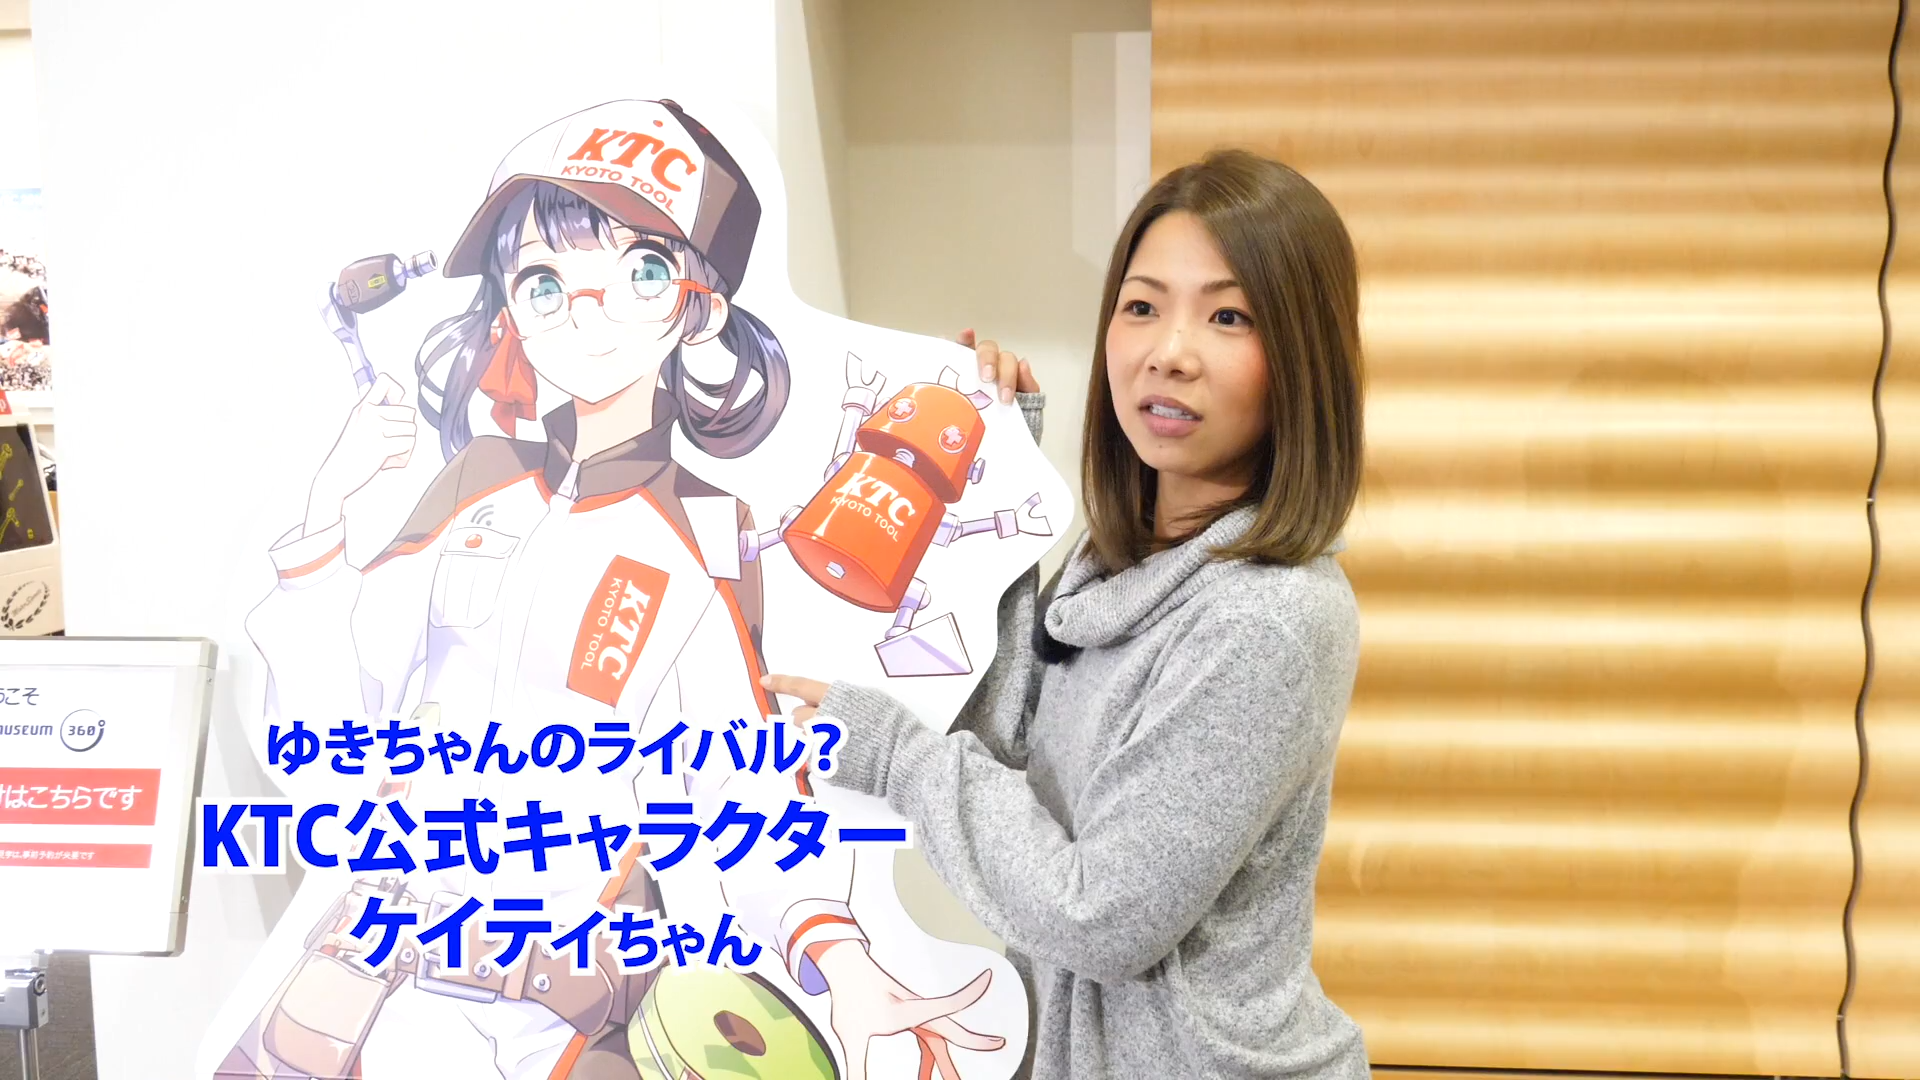 KTC
KYOTO TOOL
KTC
KYOTO TOOL
KTC
KYOTO TOOL
うこそ
MUSEUM 360°
はこちらです
ゆきちゃんのライバル?
KTC公式キャラクター
ケイティちゃん